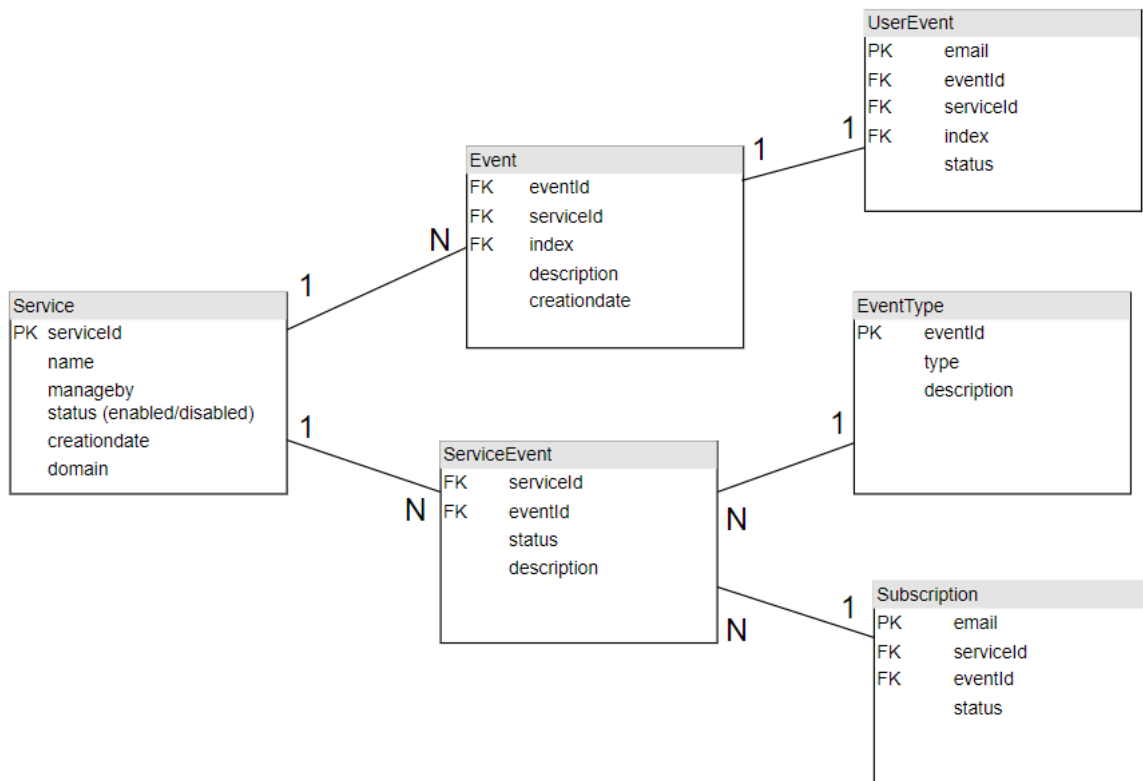 UserEvent
PK email
FK eventId
FK serviceId
FK index
status
1
1
Event
FK eventId
FK serviceId
FK index
description
creationdate
N
1
Service
PK serviceId
name
manageby
status (enabled/disabled)
creationdate
domain
1
N
ServiceEvent
FK serviceId
FK eventId
status
description
EventType
PK eventId
type
description
1
N
N
1
Subscription
PK email
FK serviceId
FK eventId
status